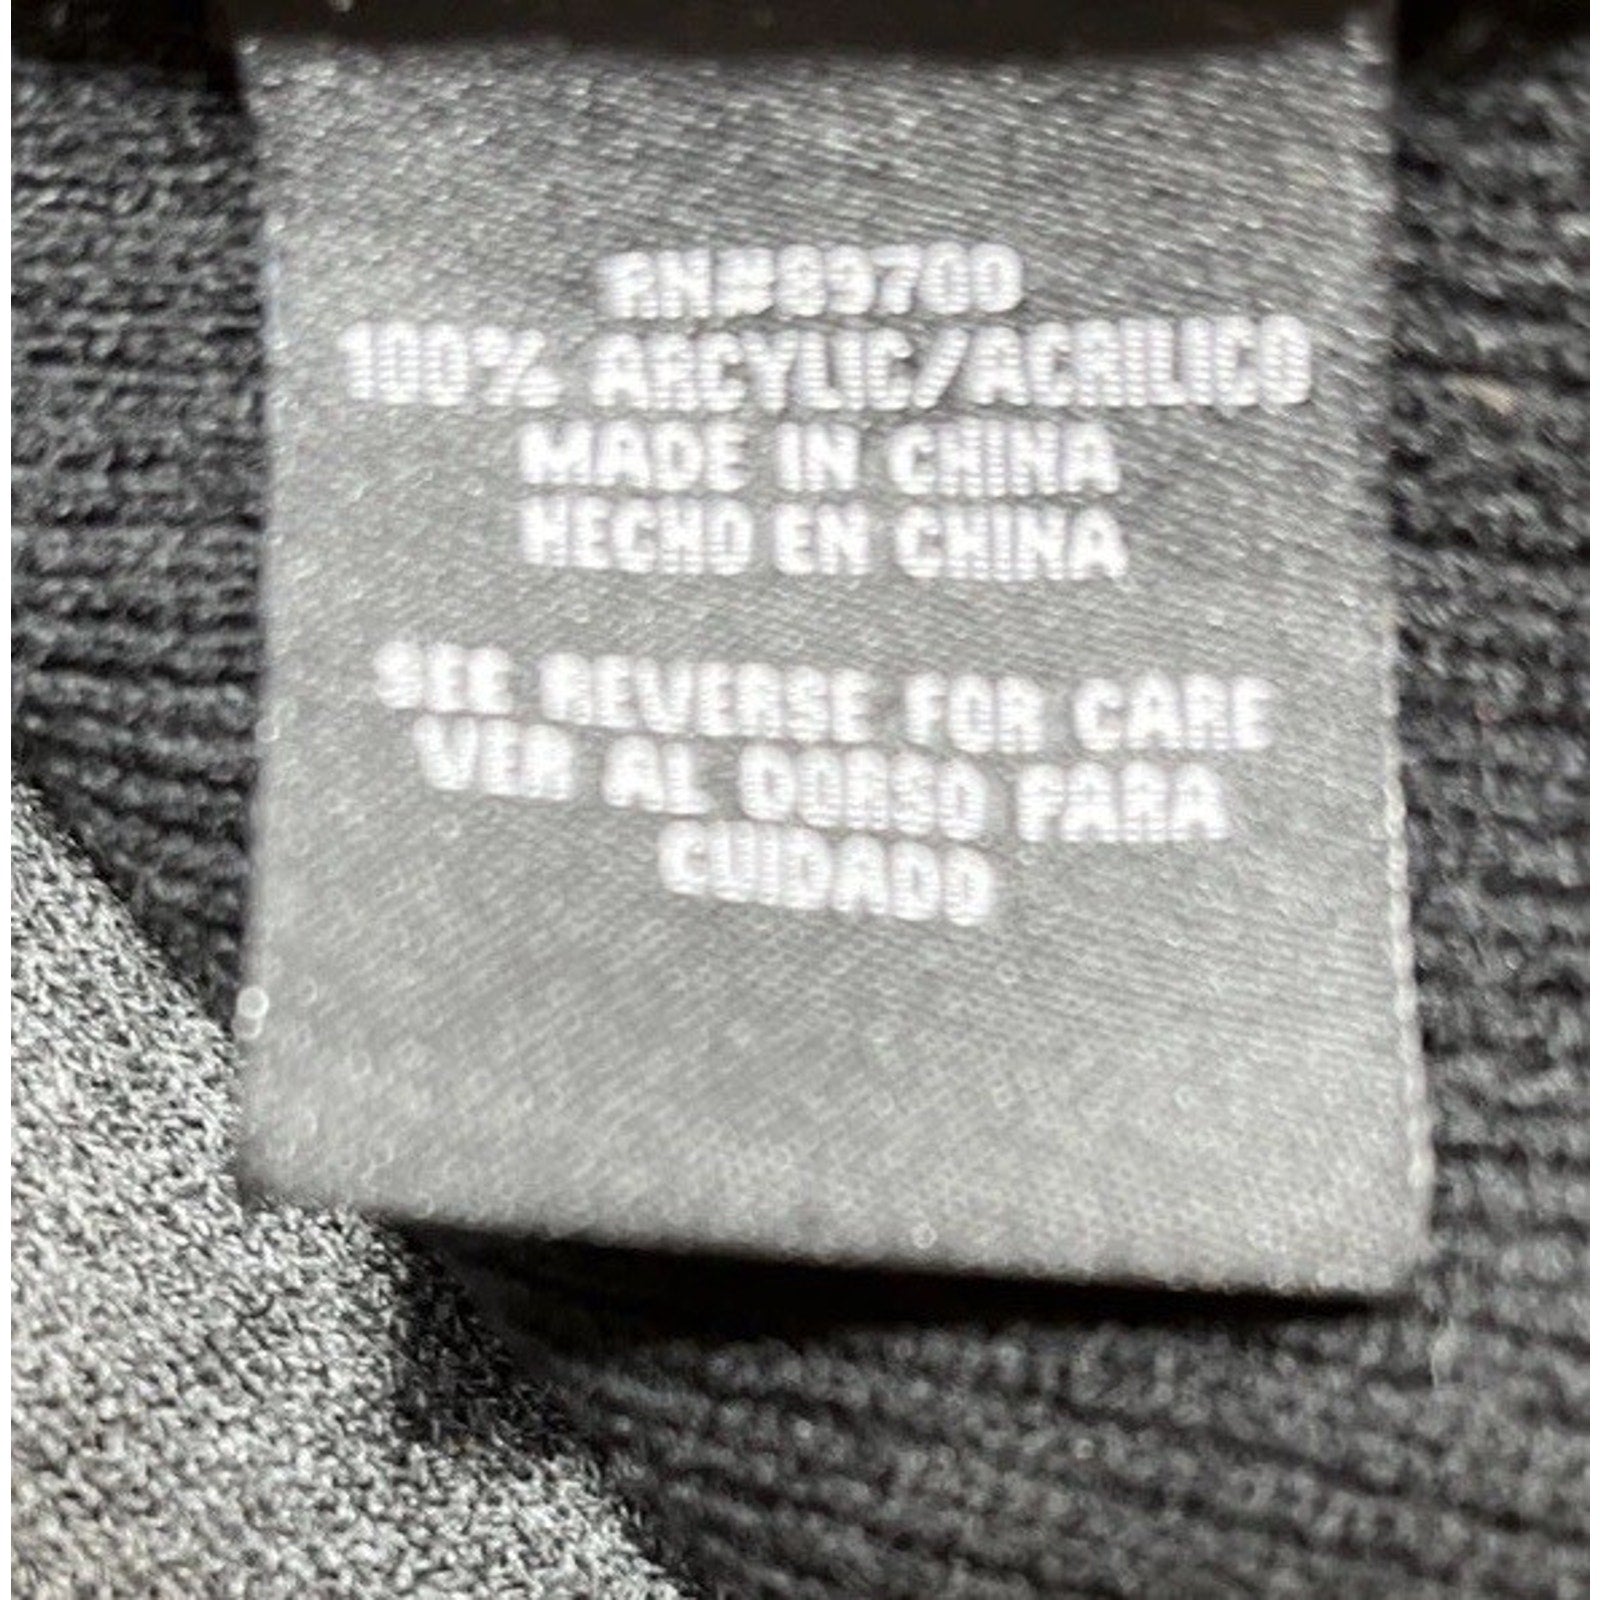 RN#89700
100% ARCYLIC/ACRILICO
MADE IN CHINA
HECHO EN CHINA
SEE REVERSE FOR CARE
VER AL DORSO PARA
CUIDADO